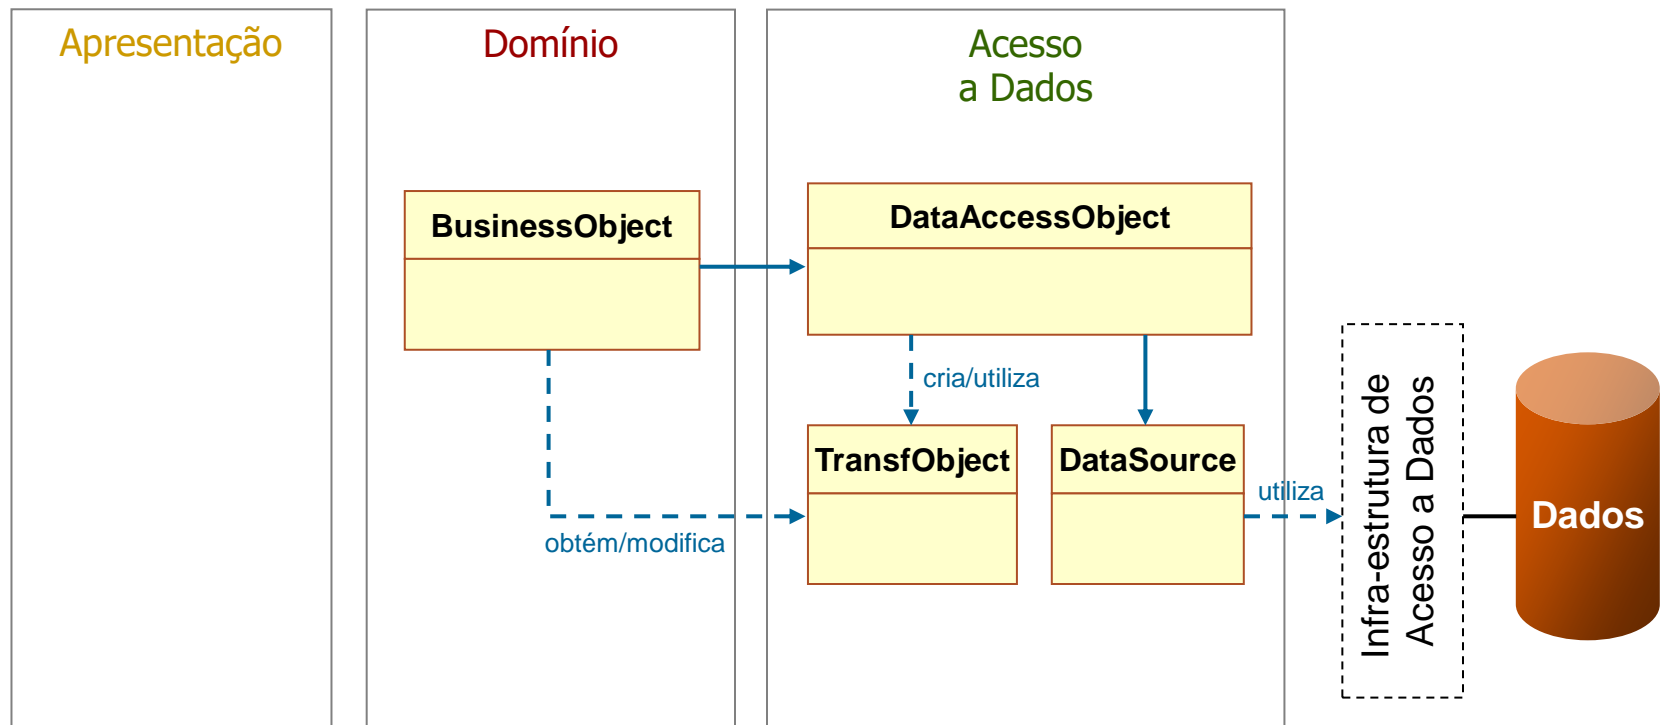 Apresentação
Domínio
Acesso
a Dados
BusinessObject
DataAccessObject
cria/utiliza
TransfObject
DataSource
obtém/modifica
utiliza
Infra-estrutura de
Acesso a Dados
Dados